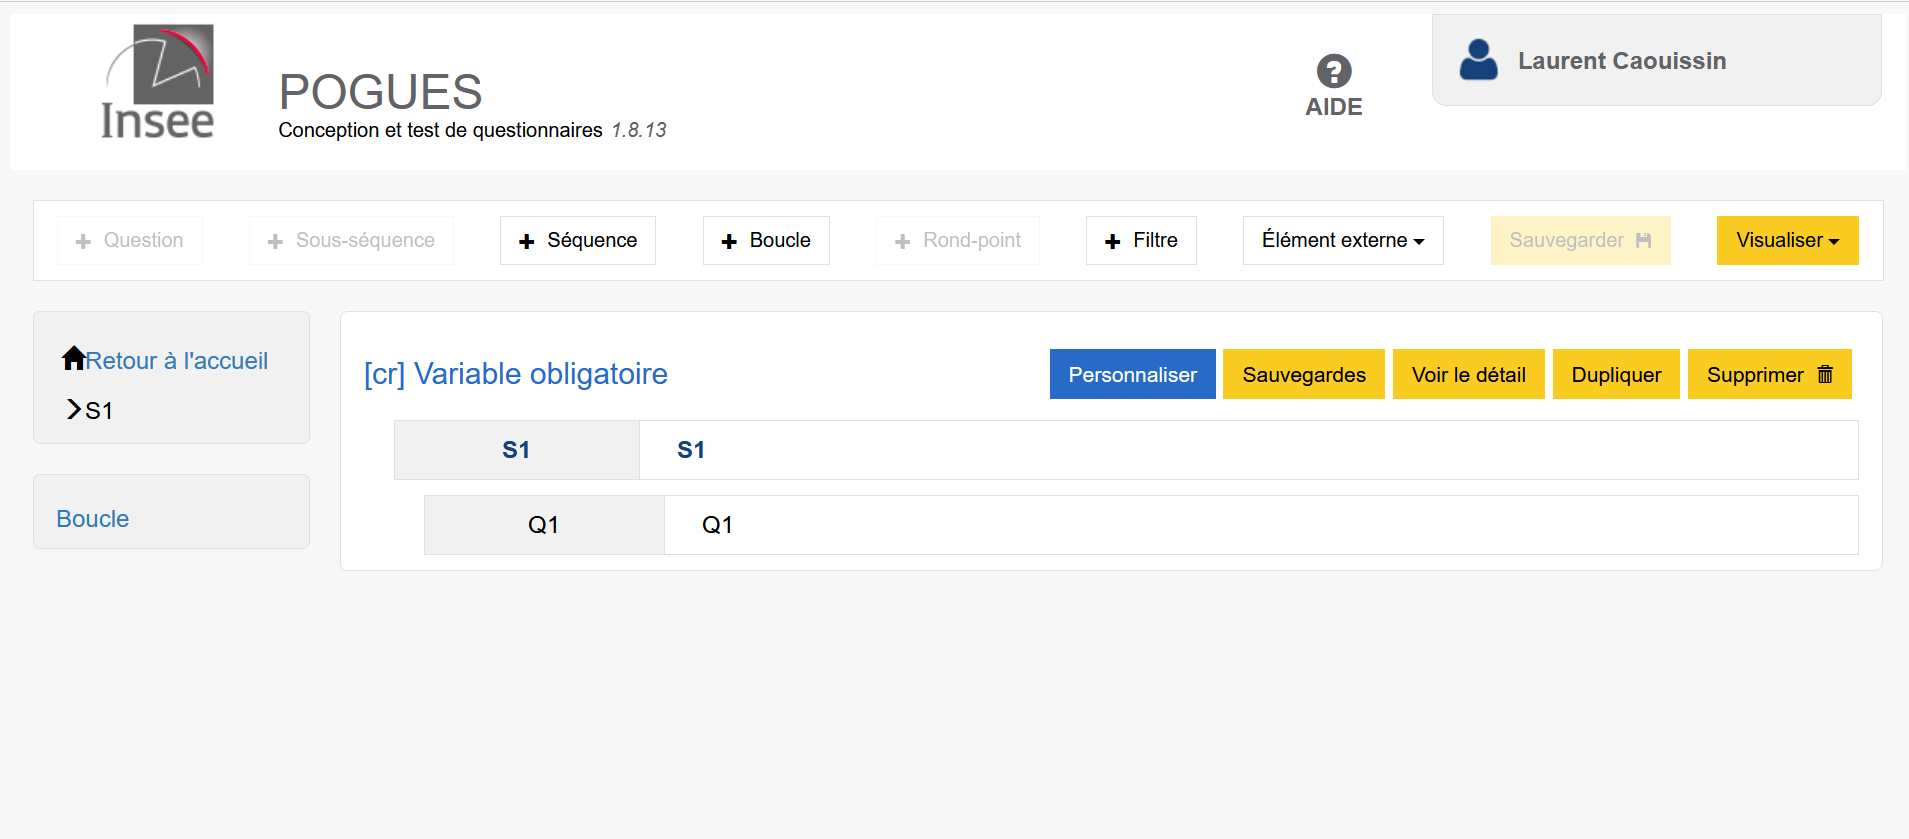 Insee
POGUES
Conception et test de questionnaires 1.8.13
AIDE
Laurent Caouissin
Question
Sous-séquence
Séquence
Boucle
Rond-point
Filtre
Élément externe
Sauvegarder
Visualiser
Retour à l'accueil
S1
Boucle
[cr] Variable obligatoire
Personnaliser
Sauvegardes
Voir le détail
Dupliquer
Supprimer
S1 S1
Q1 Q1